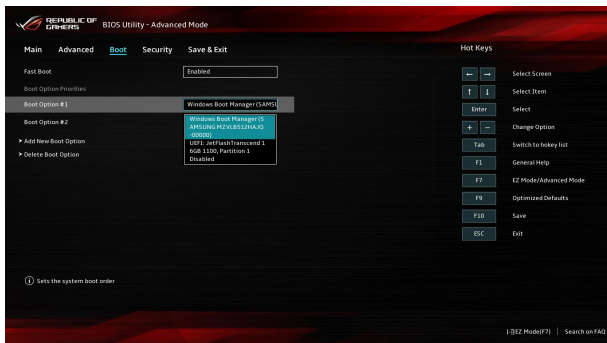 REPUBLIC OF
GAMERS
BIOS Utility - Advanced Mode
Main Advanced Boot Security Save & Exit
Hot Keys
Fast Boot Enabled
Boot Option Priorities
Boot Option #1 Windows Boot Manager (SAMSU
Boot Option #2
Windows Boot Manager (S
AMSUNG MZVLB512HAJQ
-00000)
UEFI: JetFlashTranscend 1
6GB 1100, Partition 1
Disabled
> Add New Boot Option
> Delete Boot Option
← → Select Screen
↑ ↓ Select Item
Enter Select
+ - Change Option
Tab Switch to hokey list
F1 General Help
F7 EZ Mode/Advanced Mode
F9 Optimized Defaults
F10 Save
ESC Exit
i Sets the system boot order
EZ Mode(F7) | Search on FAQ